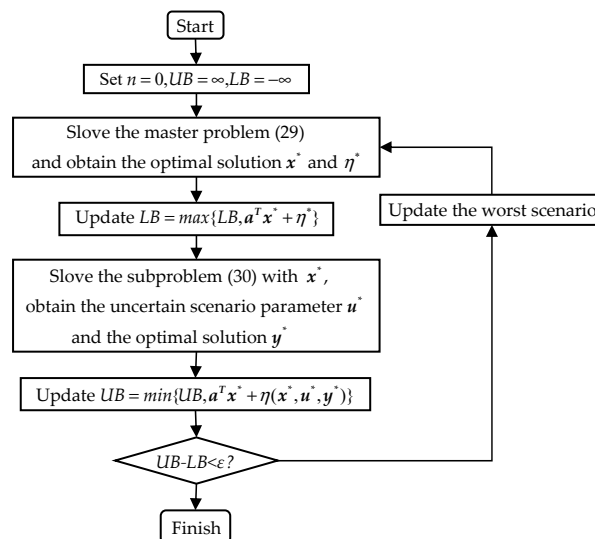 Start
Set n = 0,UB = ∞,LB = −∞
Slove the master problem (29)
and obtain the optimal solution x* and η*
Update LB = max{LB,aᵀx* + η*}
Update the worst scenario
Slove the subproblem (30) with x*,
obtain the uncertain scenario parameter u*
and the optimal solution y*
Update UB = min{UB,aᵀx* + η(x*,u*,y*)}
UB-LB<ε?
Finish